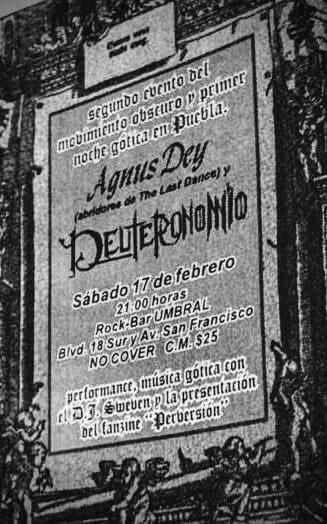 segundo evento del
movimiento obscuro y primer
noche gótica en Puebla.
Agnus Dey
(abridores de The Last Dance) y
DEUTERONOMIO
Sábado 17 de febrero
21:00 horas
Rock-Bar UMBRAL
Blvd. 18 Sur y Av. San Francisco
NO COVER C.M. $25
performance, música gótica con
el D.J. Sweven y la presentación
del fanzine "Perversión"